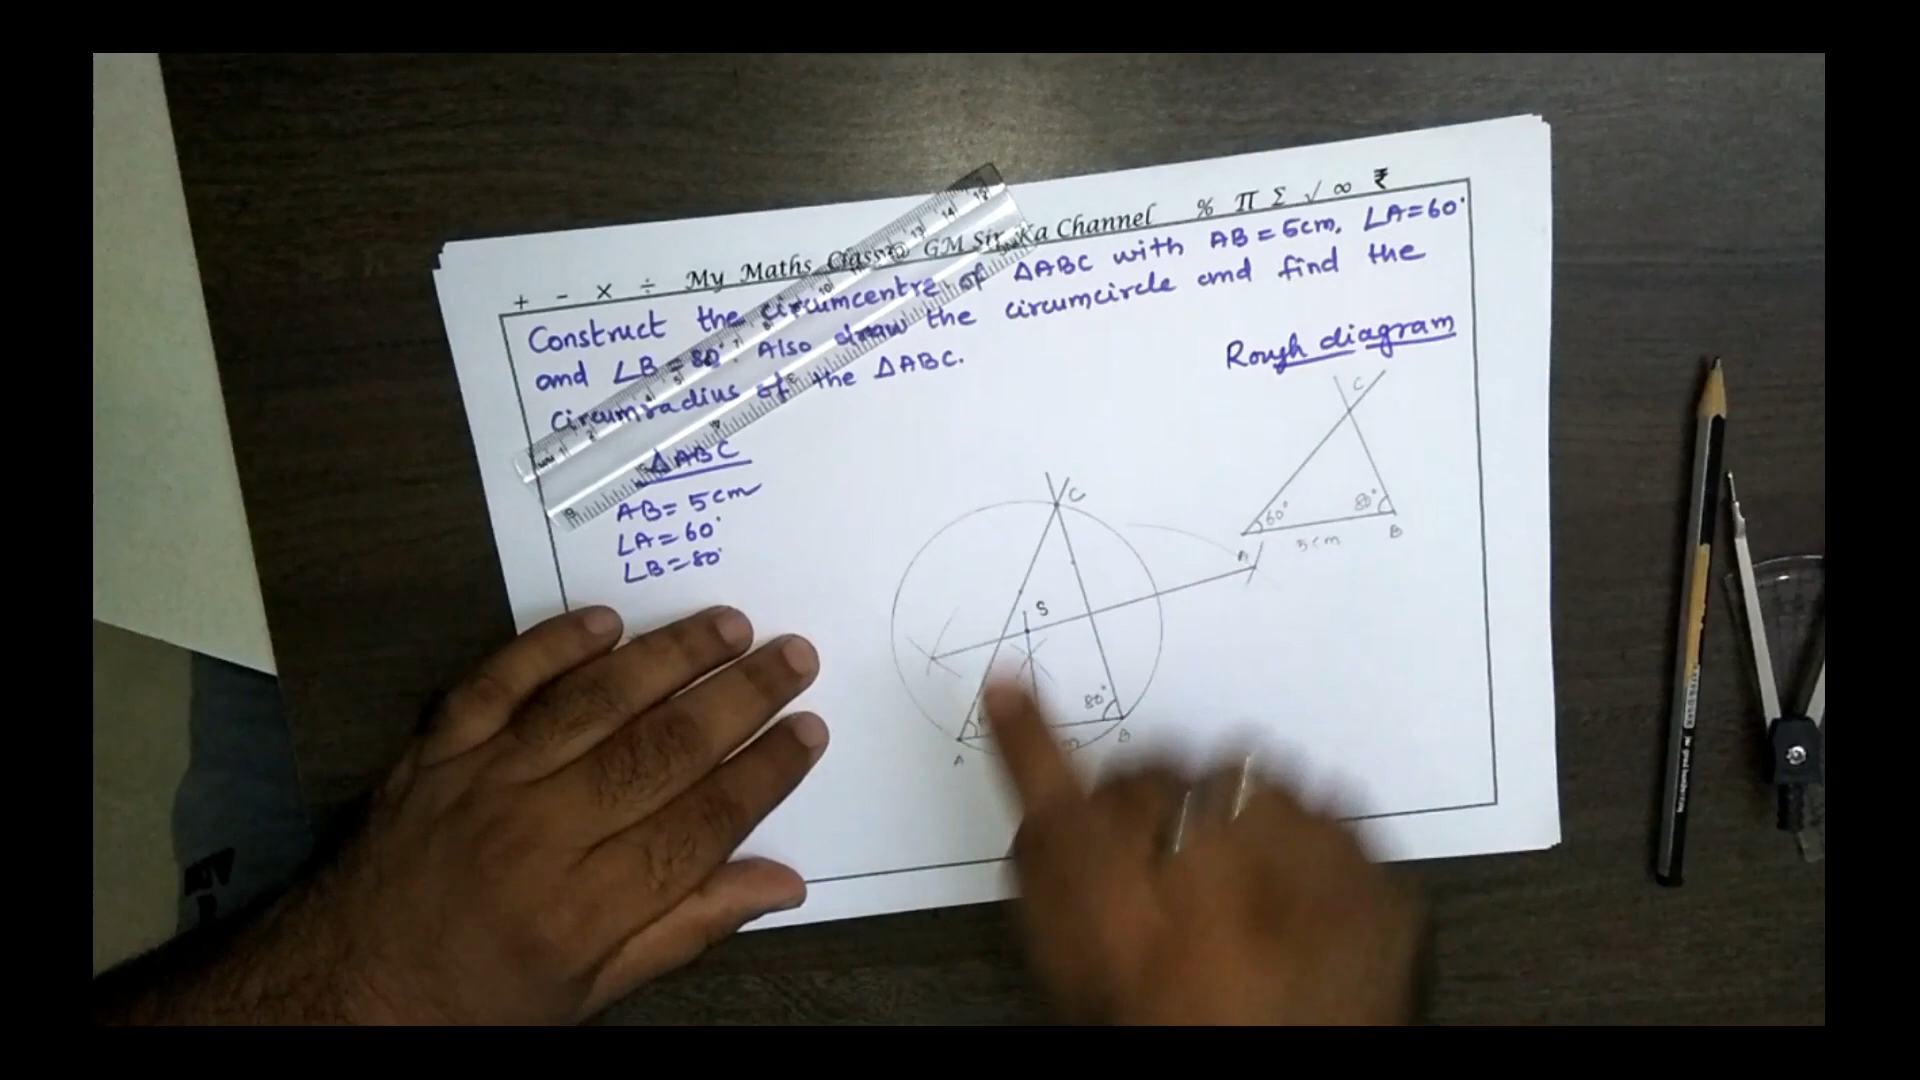 + - × ÷ My Maths Classes GM Sir Ka Channel % Π Σ √ ∞ ₹
Construct the circumcentre of ΔABC with AB = 5cm, ∠A=60°
and ∠B = 80°. Also draw the circumcircle and find the
circumradius of the ΔABC.
Rough diagram
ΔABC
AB = 5cm
∠A = 60°
∠B = 80°
C
60°
80°
A
5cm
B
C
S
80°
A
B